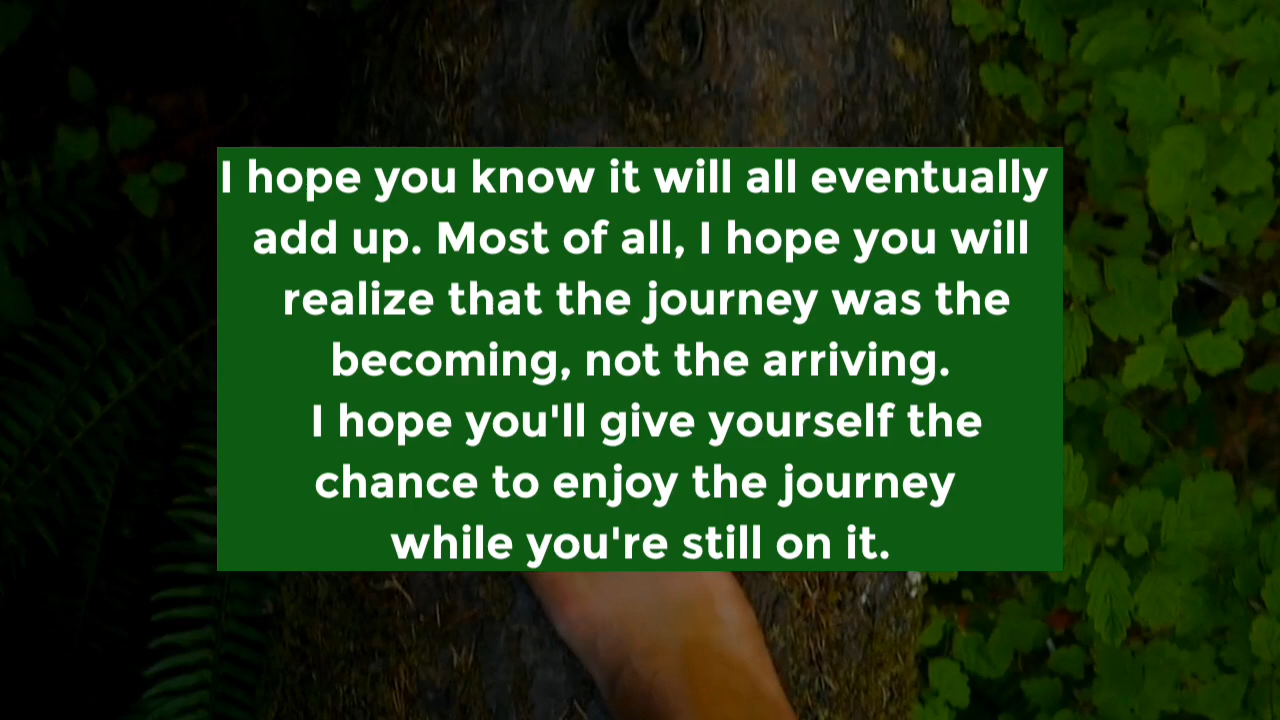 I hope you know it will all eventually
add up. Most of all, I hope you will
realize that the journey was the
becoming, not the arriving.
I hope you'll give yourself the
chance to enjoy the journey
while you're still on it.